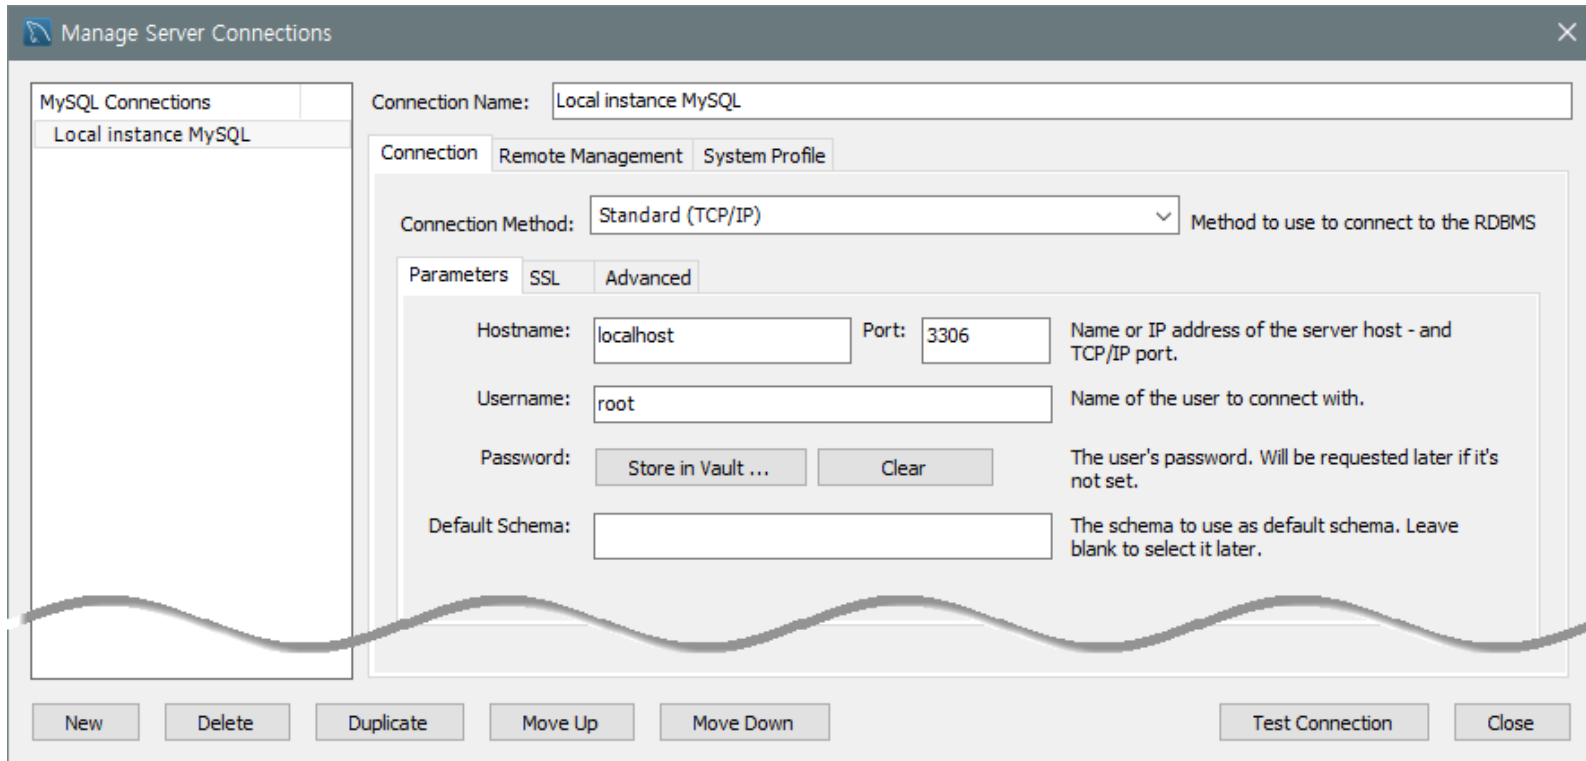 Manage Server Connections
MySQL Connections
Local instance MySQL
Connection Name: Local instance MySQL
Connection Remote Management System Profile
Connection Method: Standard (TCP/IP) Method to use to connect to the RDBMS
Parameters SSL Advanced
Hostname: localhost Port: 3306 Name or IP address of the server host - and
TCP/IP port.
Username: root Name of the user to connect with.
Password: Store in Vault ... Clear The user's password. Will be requested later if it's
not set.
Default Schema: The schema to use as default schema. Leave
blank to select it later.
New Delete Duplicate Move Up Move Down Test Connection Close